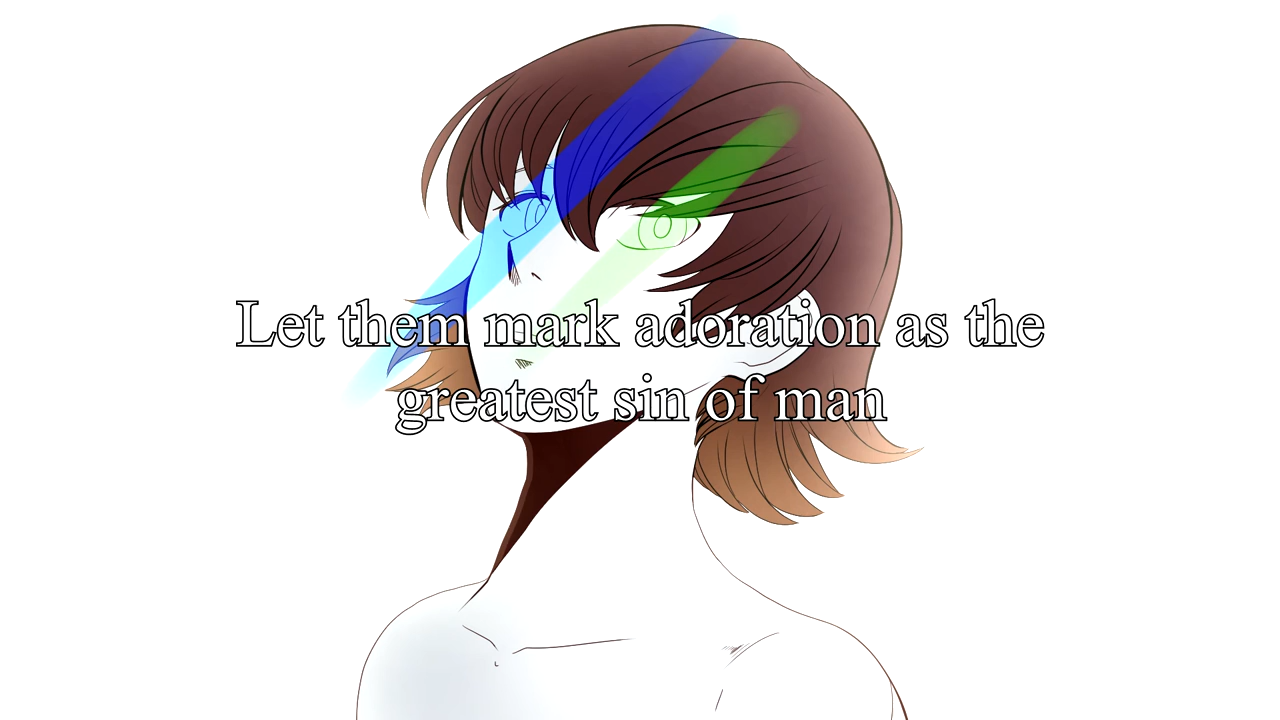 Let them mark adoration as the
greatest sin of man